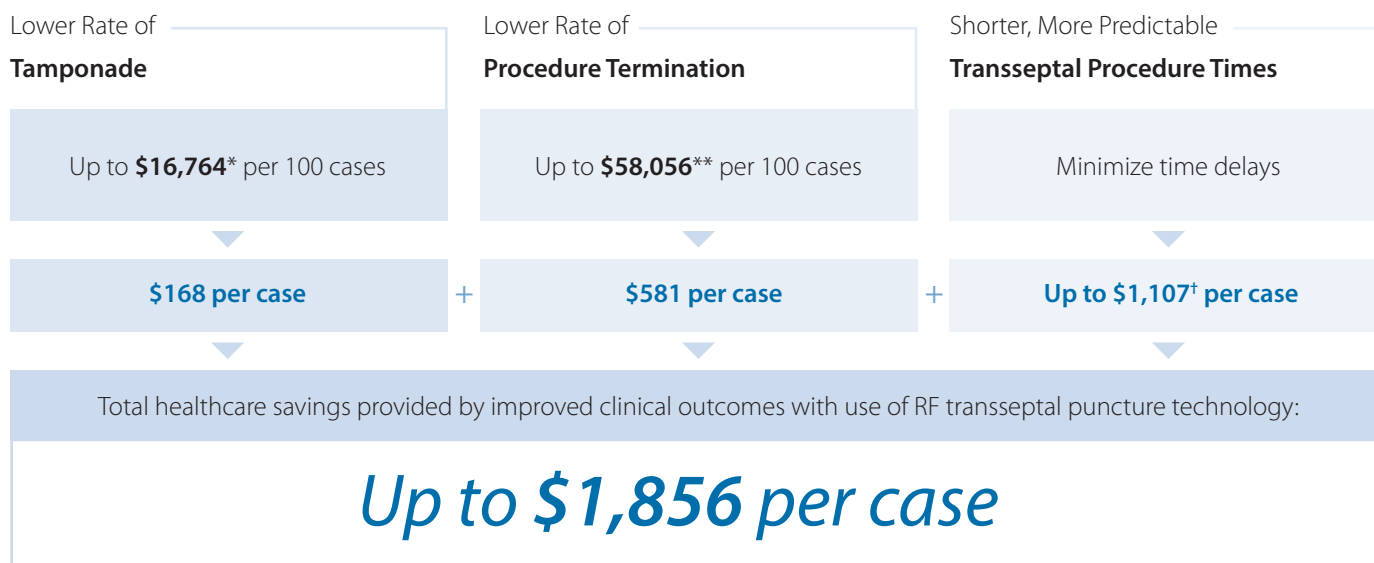 Lower Rate of
Tamponade
Lower Rate of
Procedure Termination
Shorter, More Predictable
Transseptal Procedure Times
Up to $16,764* per 100 cases
Up to $58,056** per 100 cases
Minimize time delays
$168 per case
+
$581 per case
+
Up to $1,107† per case
Total healthcare savings provided by improved clinical outcomes with use of RF transseptal puncture technology:
Up to $1,856 per case